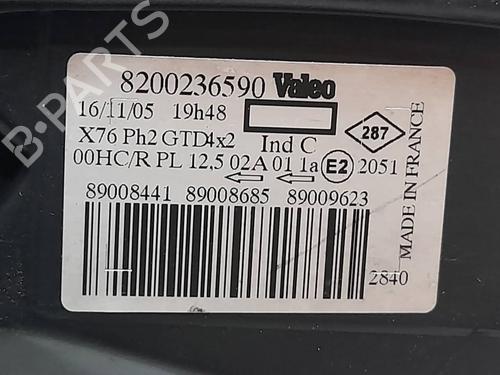 8200236590 Valeo
16/11/05 19h48
X76 Ph2 GTD4x2 Ind C
287
00HC/R PL 12,5 02A 01 1a E2 2051
89008441 89008685 89009623
2840
MADE IN FRANCE
B-PARTS